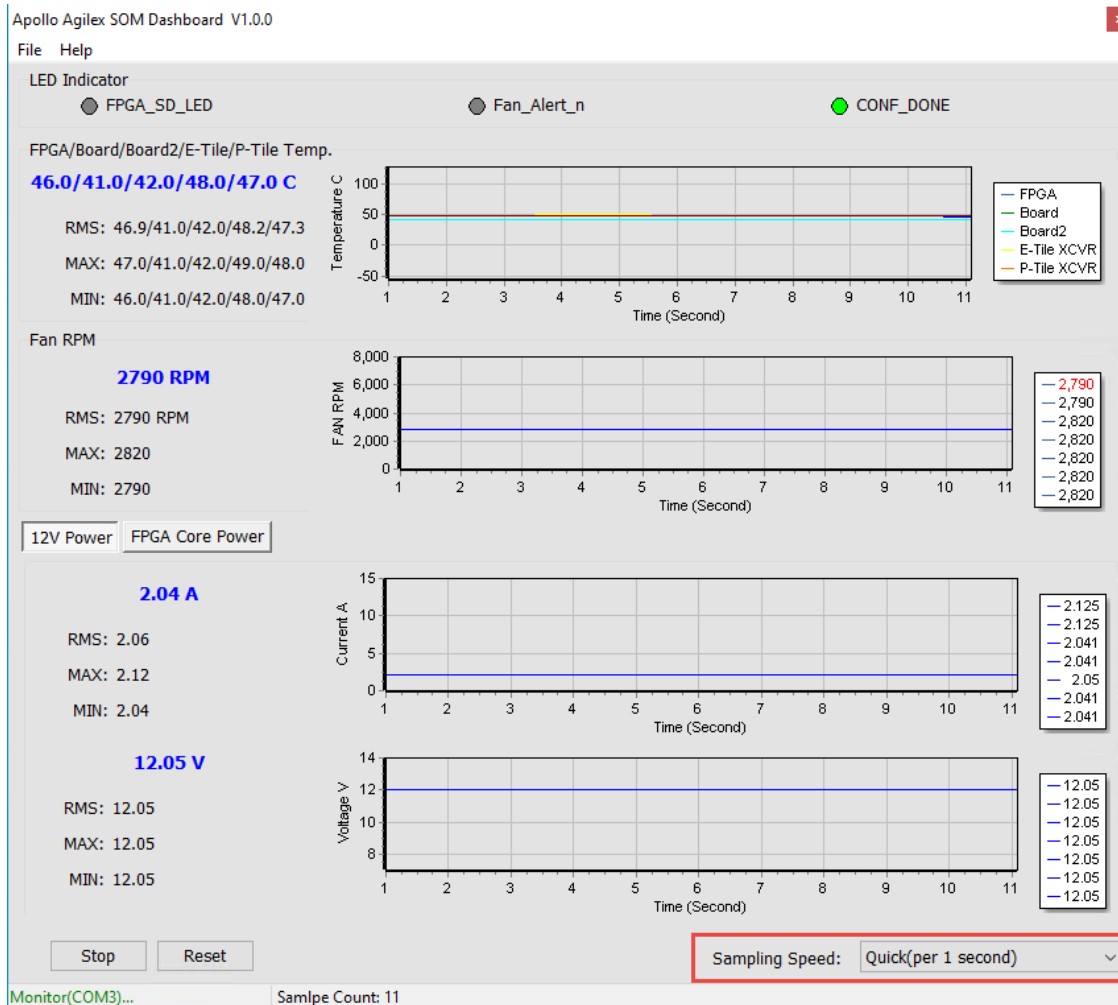 Apollo Agilex SOM Dashboard V1.0.0
File Help
LED Indicator
FPGA_SD_LED Fan_Alert_n CONF_DONE
FPGA/Board/Board2/E-Tile/P-Tile Temp.
46.0/41.0/42.0/48.0/47.0 C
RMS: 46.9/41.0/42.0/48.2/47.3
MAX: 47.0/41.0/42.0/49.0/48.0
MIN: 46.0/41.0/42.0/48.0/47.0
Temperature C
100
50
0
-50
1 2 3 4 5 6 7 8 9 10 11
Time (Second)
FPGA
Board
Board2
E-Tile XCVR
P-Tile XCVR
Fan RPM
2790 RPM
RMS: 2790 RPM
MAX: 2820
MIN: 2790
FAN RPM
8,000
6,000
4,000
2,000
0
1 2 3 4 5 6 7 8 9 10 11
Time (Second)
2,790
2,790
2,820
2,820
2,820
2,820
2,820
12V Power FPGA Core Power
2.04 A
RMS: 2.06
MAX: 2.12
MIN: 2.04
Current A
15
10
5
0
1 2 3 4 5 6 7 8 9 10 11
Time (Second)
2.125
2.125
2.041
2.041
2.05
2.041
2.041
12.05 V
RMS: 12.05
MAX: 12.05
MIN: 12.05
Voltage V
14
12
10
8
1 2 3 4 5 6 7 8 9 10 11
Time (Second)
12.05
12.05
12.05
12.05
12.05
12.05
12.05
Stop Reset Sampling Speed: Quick(per 1 second)
Monitor(COM3)... Samlpe Count: 11